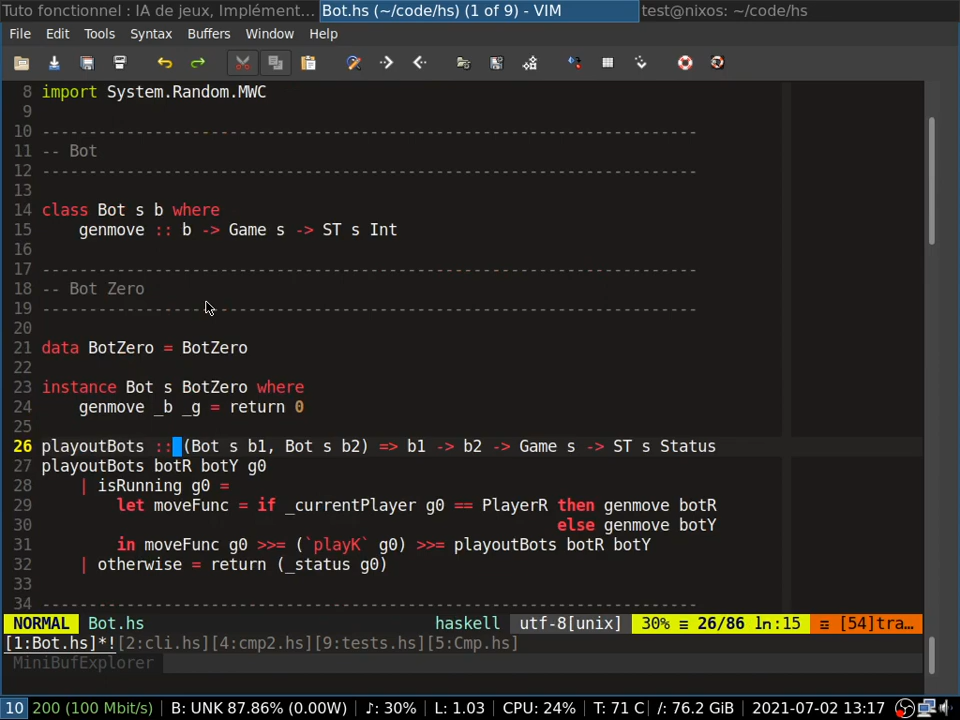 Tuto fonctionnel : IA de jeux, Implément... Bot.hs (~/code/hs) (1 of 9) - VIM test@nixos: ~/code/hs
File Edit Tools Syntax Buffers Window Help
8 import System.Random.MWC
9
10 ----------------------------------------------------------------------
11 -- Bot
12 ----------------------------------------------------------------------
13
14 class Bot s b where
15     genmove :: b -> Game s -> ST s Int
16
17 ----------------------------------------------------------------------
18 -- Bot Zero
19 ----------------------------------------------------------------------
20
21 data BotZero = BotZero
22
23 instance Bot s BotZero where
24     genmove _b _g = return 0
25
26 playoutBots :: (Bot s b1, Bot s b2) => b1 -> b2 -> Game s -> ST s Status
27 playoutBots botR botY g0
28     | isRunning g0 =
29         let moveFunc = if _currentPlayer g0 == PlayerR then genmove botR
30                                                        else genmove botY
31         in moveFunc g0 >>= (`playK` g0) >>= playoutBots botR botY
32     | otherwise = return (_status g0)
33
34 ----------------------------------------------------------------------
NORMAL Bot.hs haskell utf-8[unix] 30% ≡ 26/86 ln:15 ☲ [54]tra...
[1:Bot.hs]*![2:cli.hs][4:cmp2.hs][9:tests.hs][5:Cmp.hs]
MiniBufExplorer
10 200 (100 Mbit/s) B: UNK 87.86% (0.00W) ♪: 30% L: 1.03 CPU: 24% T: 71 C /: 76.2 GiB 2021-07-02 13:17